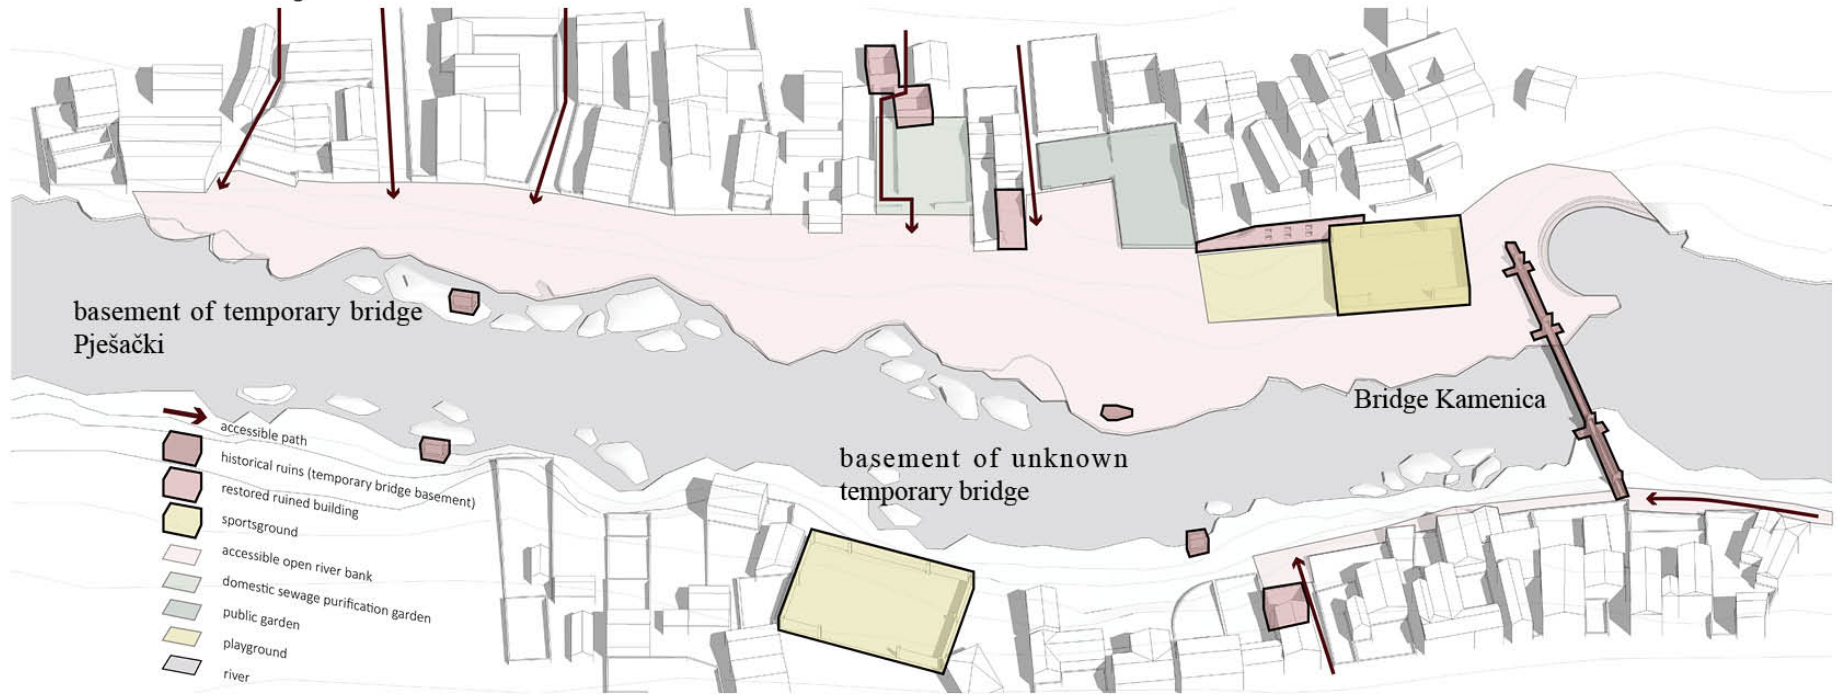 basement of temporary bridge
Pješački
Bridge Kamenica
basement of unknown
temporary bridge
accessible path
historical ruins (temporary bridge basement)
restored ruined building
sportsground
accessible open river bank
domestic sewage purification garden
public garden
playground
river